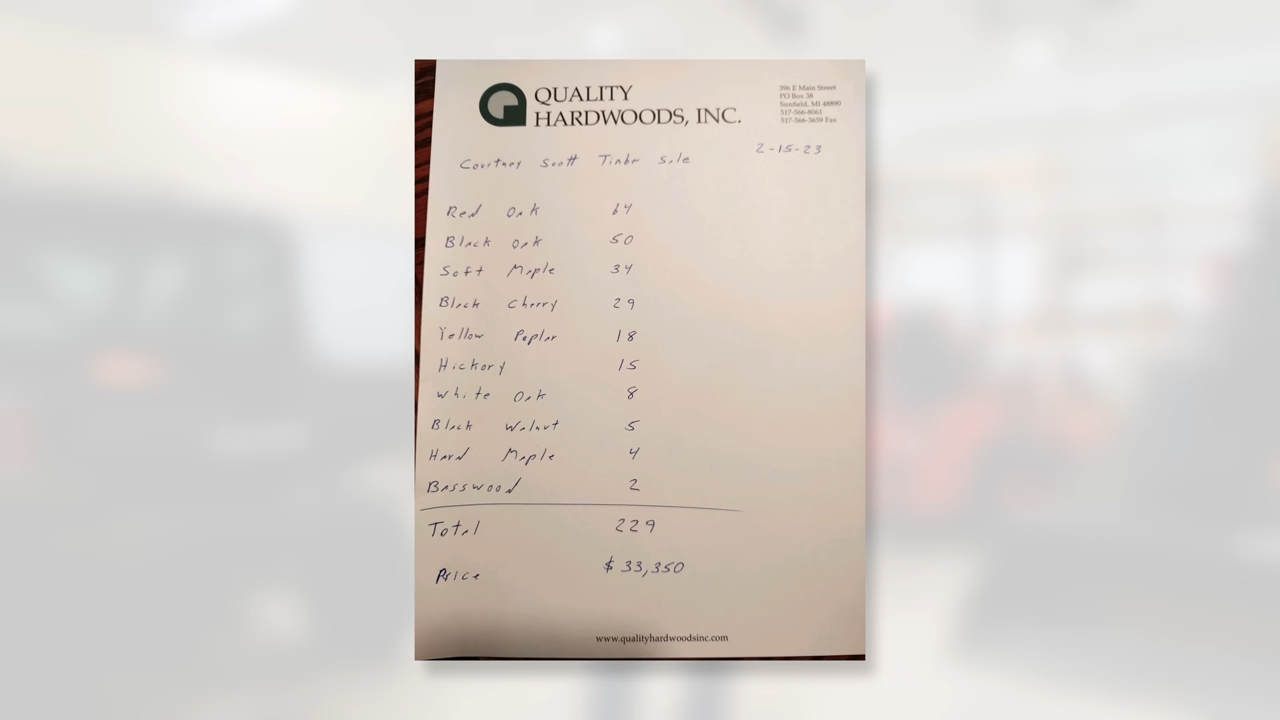 QUALITY
HARDWOODS, INC.
396 E Main Street
PO Box 38
Sunfield, MI 48890
517-566-8061
517-566-3659 Fax
2-15-23
Courtney Scott Timber Sale
Red Oak 64
Black Oak 50
Soft Maple 34
Black Cherry 29
Yellow Poplar 18
Hickory 15
White Oak 8
Black Walnut 5
Hard Maple 4
Basswood 2
Total 229
Price $33,350
www.qualityhardwoodsinc.com